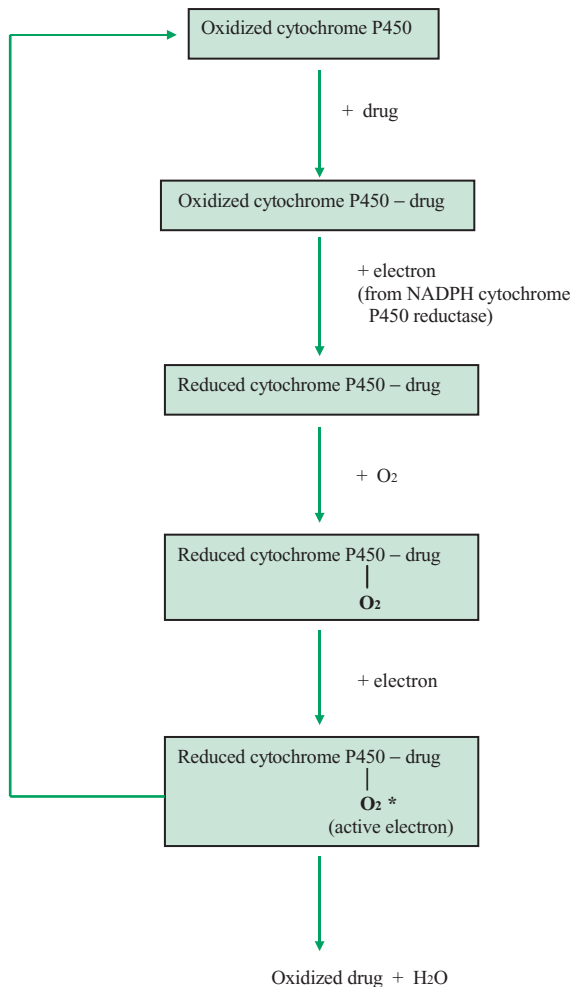 Oxidized cytochrome P450
+ drug
Oxidized cytochrome P450 – drug
+ electron
(from NADPH cytochrome
P450 reductase)
Reduced cytochrome P450 – drug
+ O₂
Reduced cytochrome P450 – drug
O₂
+ electron
Reduced cytochrome P450 – drug
O₂ *
(active electron)
Oxidized drug + H₂O